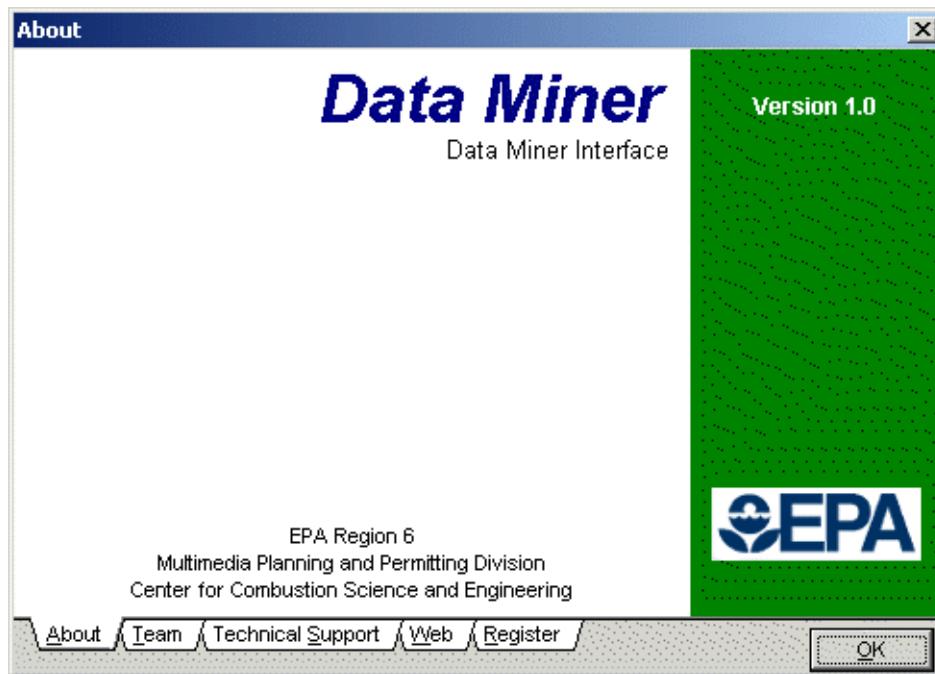 About
Data Miner
Data Miner Interface
Version 1.0
EPA
EPA Region 6
Multimedia Planning and Permitting Division
Center for Combustion Science and Engineering
About Team Technical Support Web Register
OK